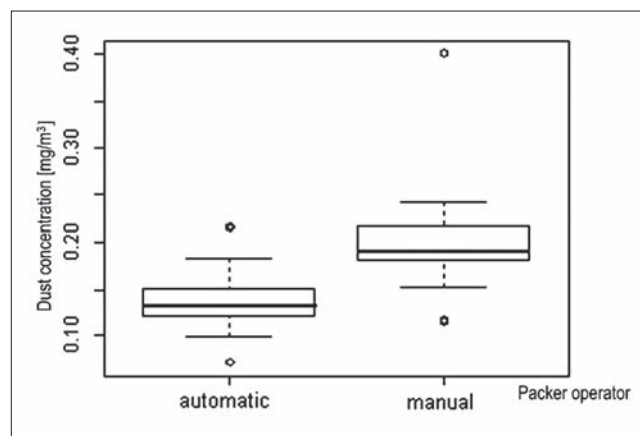 Dust concentration [mg/m³]
0.40
0.30
0.20
0.10
automatic
manual
Packer operator